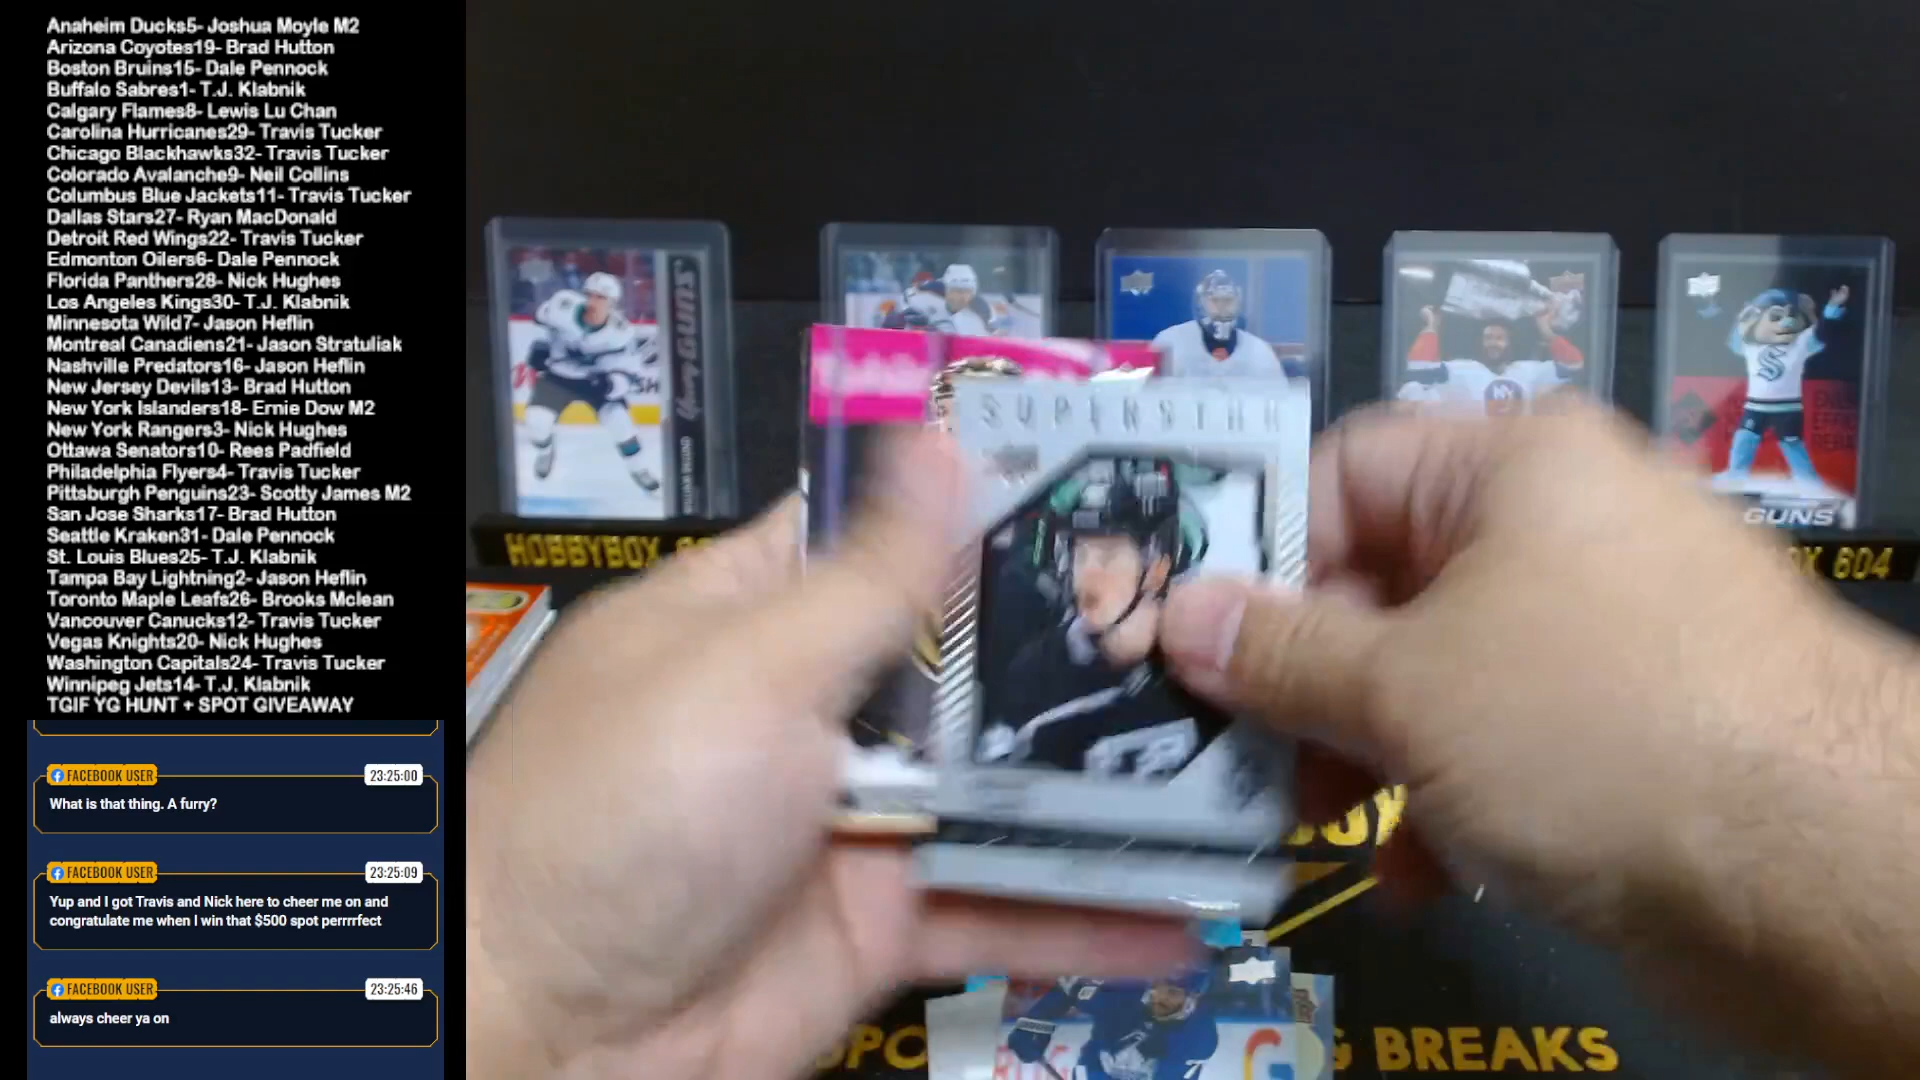 Anaheim Ducks5- Joshua Moyle M2
Arizona Coyotes19- Brad Hutton
Boston Bruins15- Dale Pennock
Buffalo Sabres1- T.J. Klabnik
Calgary Flames8- Lewis Lu Chan
Carolina Hurricanes29- Travis Tucker
Chicago Blackhawks32- Travis Tucker
Colorado Avalanche9- Neil Collins
Columbus Blue Jackets11- Travis Tucker
Dallas Stars27- Ryan MacDonald
Detroit Red Wings22- Travis Tucker
Edmonton Oilers6- Dale Pennock
Florida Panthers28- Nick Hughes
Los Angeles Kings30- T.J. Klabnik
Minnesota Wild7- Jason Heflin
Montreal Canadiens21- Jason Stratuliak
Nashville Predators16- Jason Heflin
New Jersey Devils13- Brad Hutton
New York Islanders18- Ernie Dow M2
New York Rangers3- Nick Hughes
Ottawa Senators10- Rees Padfield
Philadelphia Flyers4- Travis Tucker
Pittsburgh Penguins23- Scotty James M2
San Jose Sharks17- Brad Hutton
Seattle Kraken31- Dale Pennock
St. Louis Blues25- T.J. Klabnik
Tampa Bay Lightning2- Jason Heflin
Toronto Maple Leafs26- Brooks Mclean
Vancouver Canucks12- Travis Tucker
Vegas Knights20- Nick Hughes
Washington Capitals24- Travis Tucker
Winnipeg Jets14- T.J. Klabnik
TGIF YG HUNT + SPOT GIVEAWAY
FACEBOOK USER 23:25:00
What is that thing. A furry?
FACEBOOK USER 23:25:09
Yup and I got Travis and Nick here to cheer me on and
congratulate me when I win that $500 spot perrrrfect
FACEBOOK USER 23:25:46
always cheer ya on
Young GUNS
SUPERSTAR
GUNS
HOBBYBOX
604
BREAKS